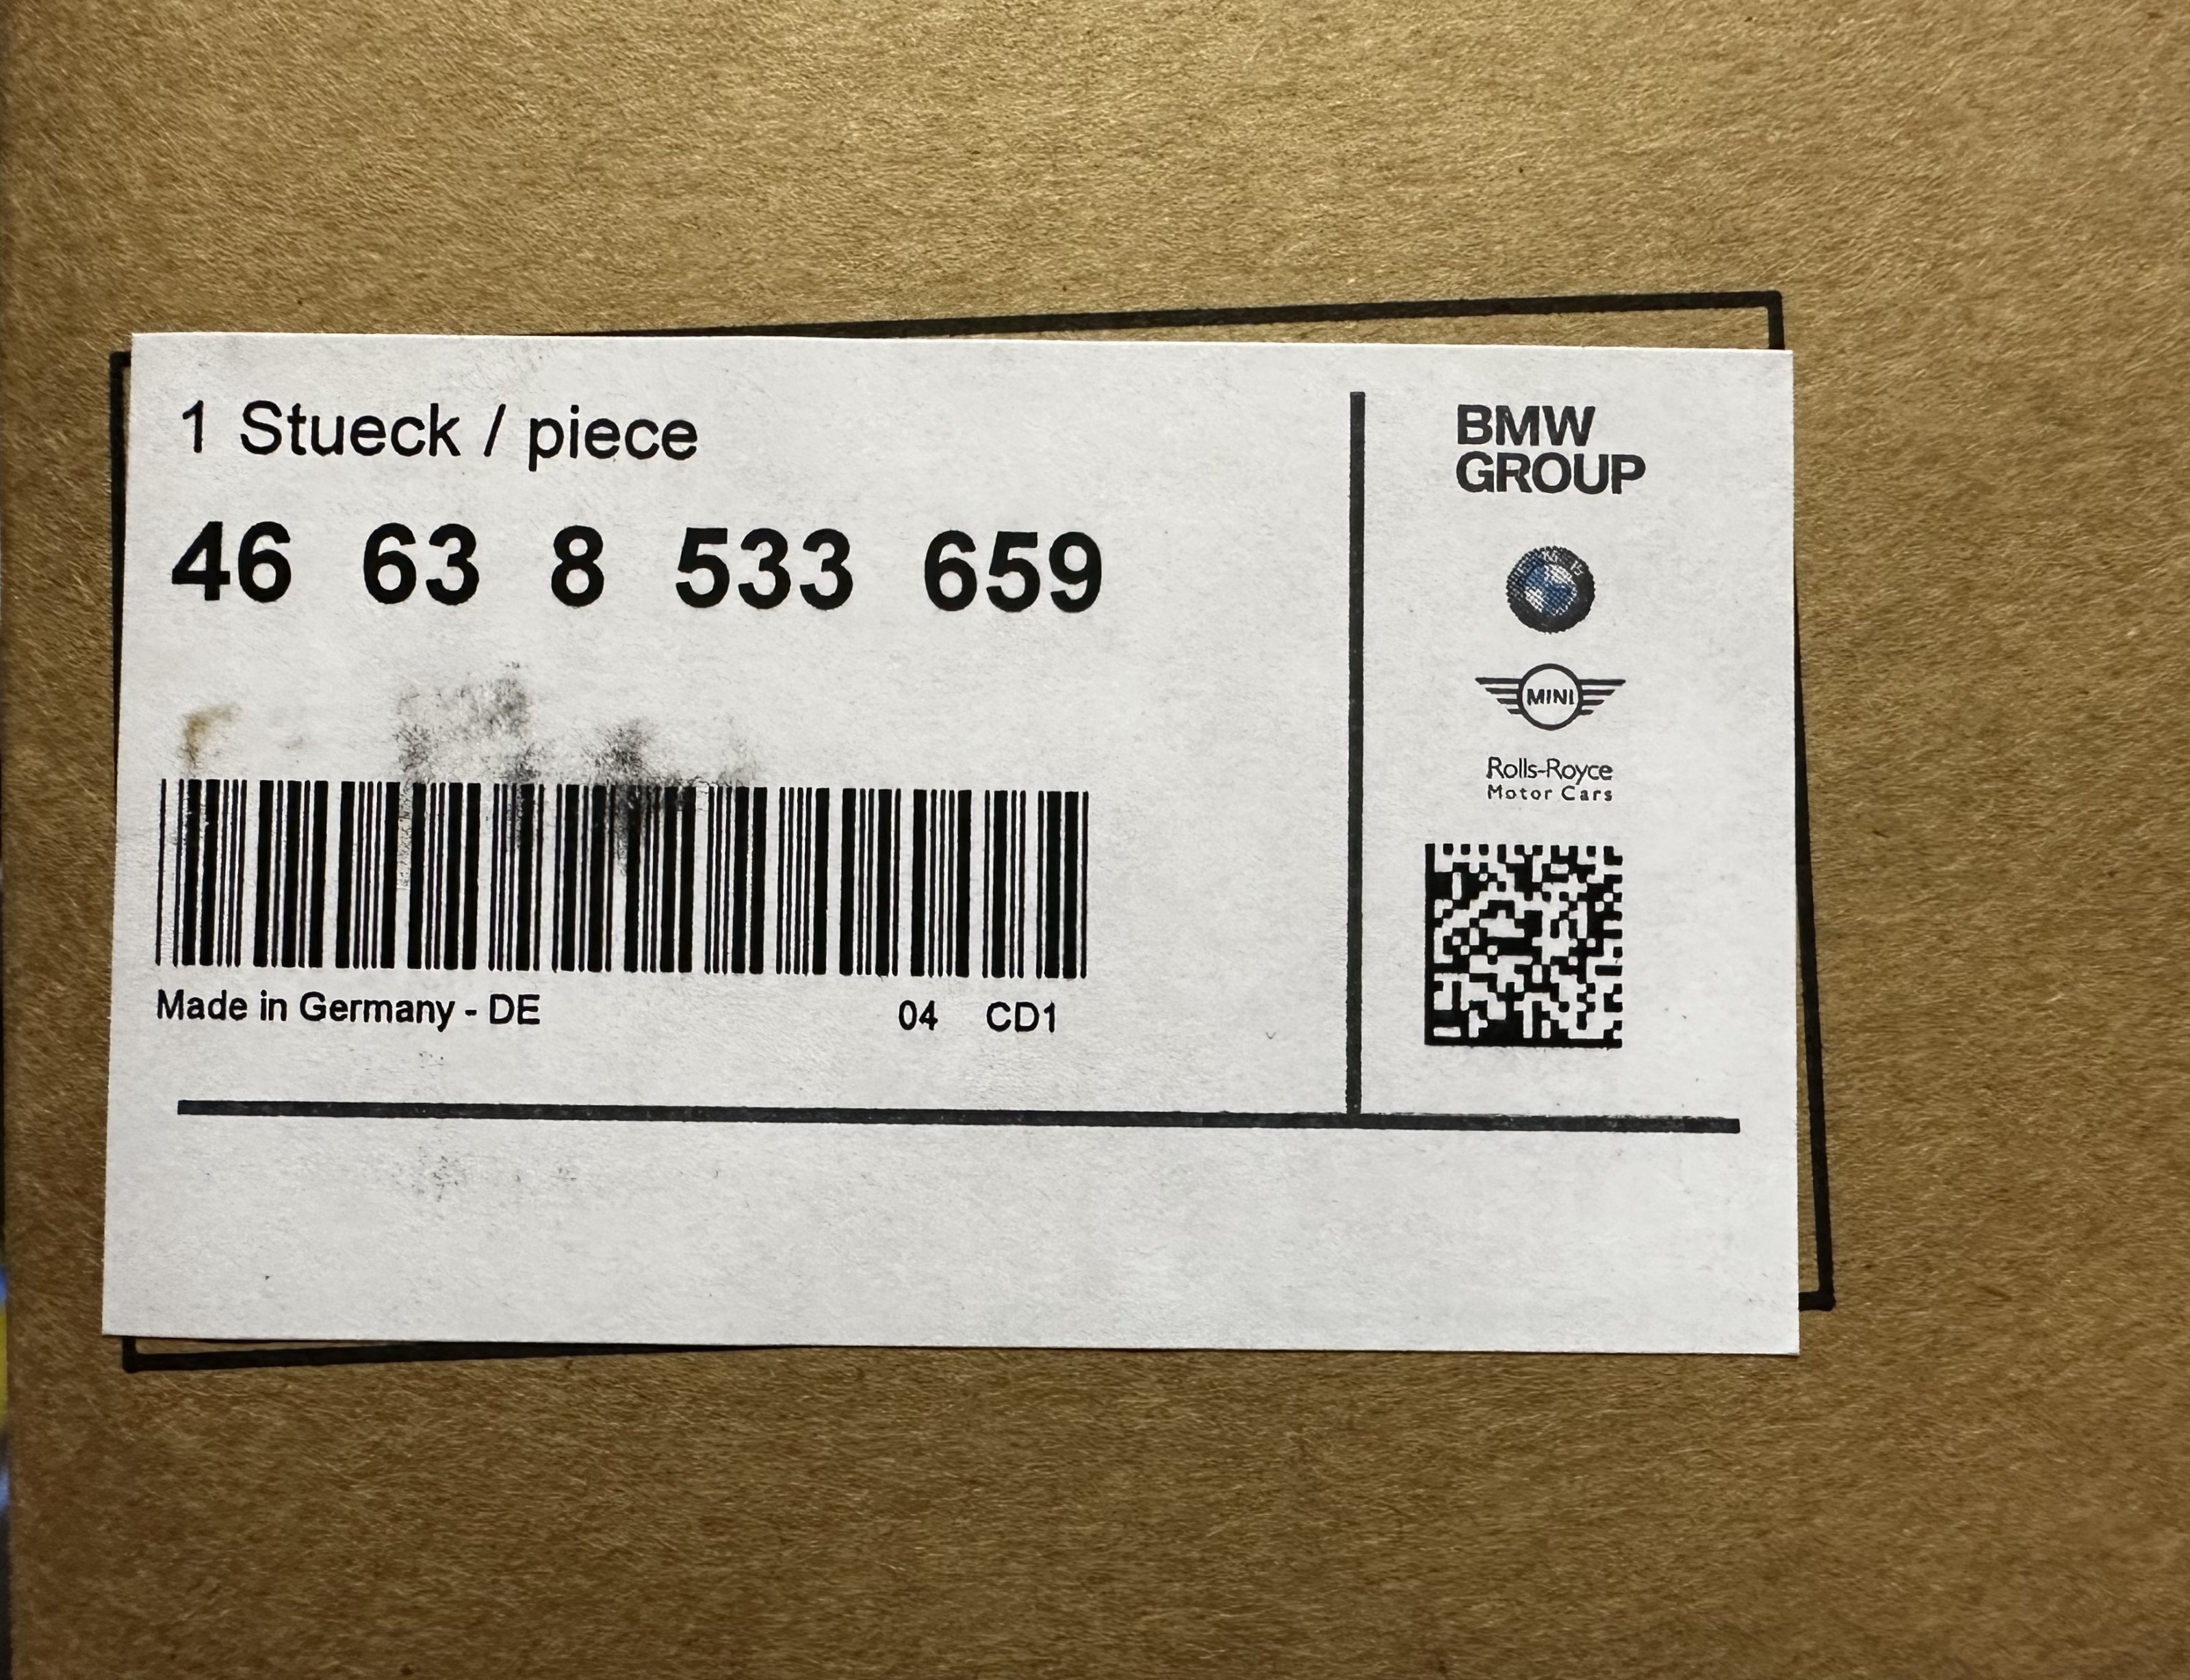 1 Stueck / piece
46 63 8 533 659
Made in Germany - DE 04 CD1
BMW
GROUP
MINI
Rolls-Royce
Motor Cars